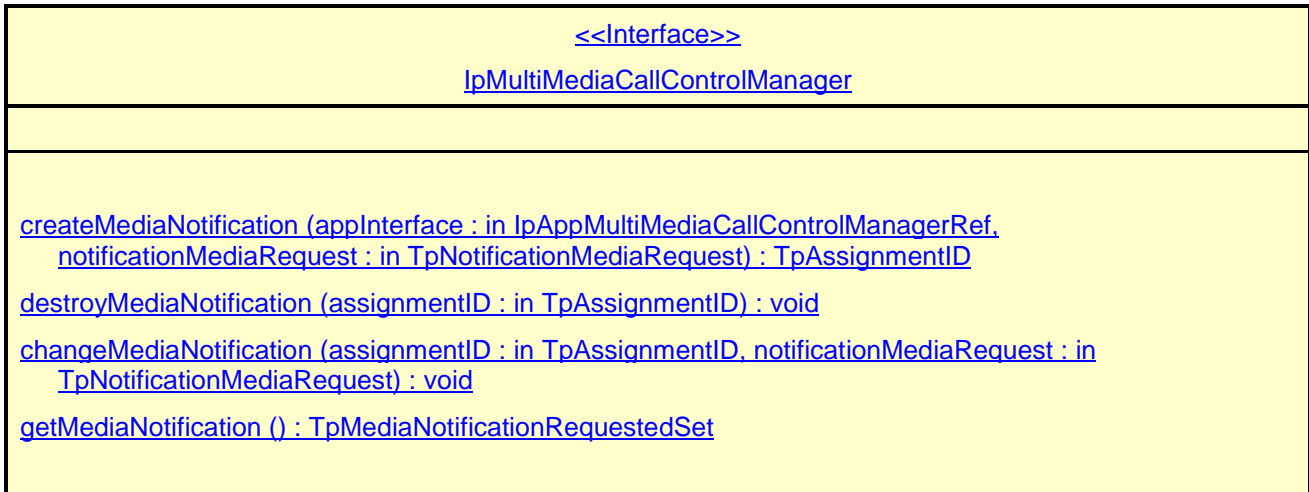 <<Interface>>
IpMultiMediaCallControlManager
createMediaNotification (appInterface : in IpAppMultiMediaCallControlManagerRef,
notificationMediaRequest : in TpNotificationMediaRequest) : TpAssignmentID
destroyMediaNotification (assignmentID : in TpAssignmentID) : void
changeMediaNotification (assignmentID : in TpAssignmentID, notificationMediaRequest : in
TpNotificationMediaRequest) : void
getMediaNotification () : TpMediaNotificationRequestedSet